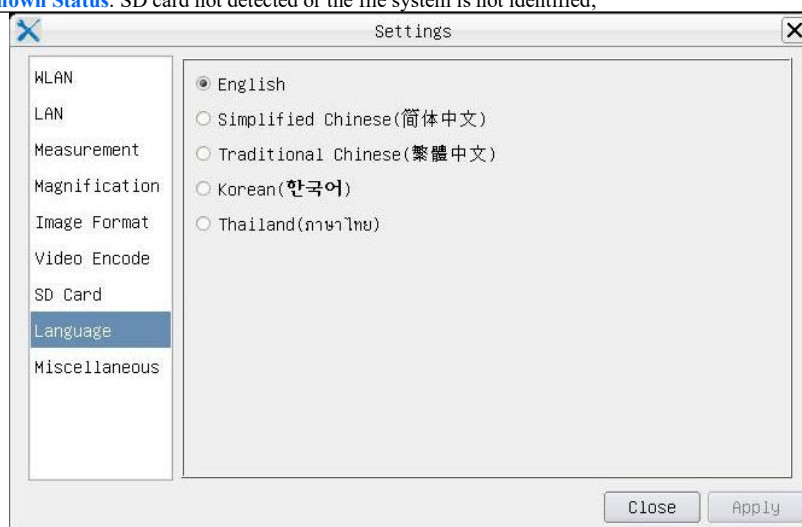 own Status: SD card not detected or the file system is not identified;
Settings
WLAN
LAN
Measurement
Magnification
Image Format
Video Encode
SD Card
Language
Miscellaneous
English
Simplified Chinese(简体中文)
Traditional Chinese(繁體中文)
Korean(한국어)
Thailand(ภาษาไทย)
Close
Apply